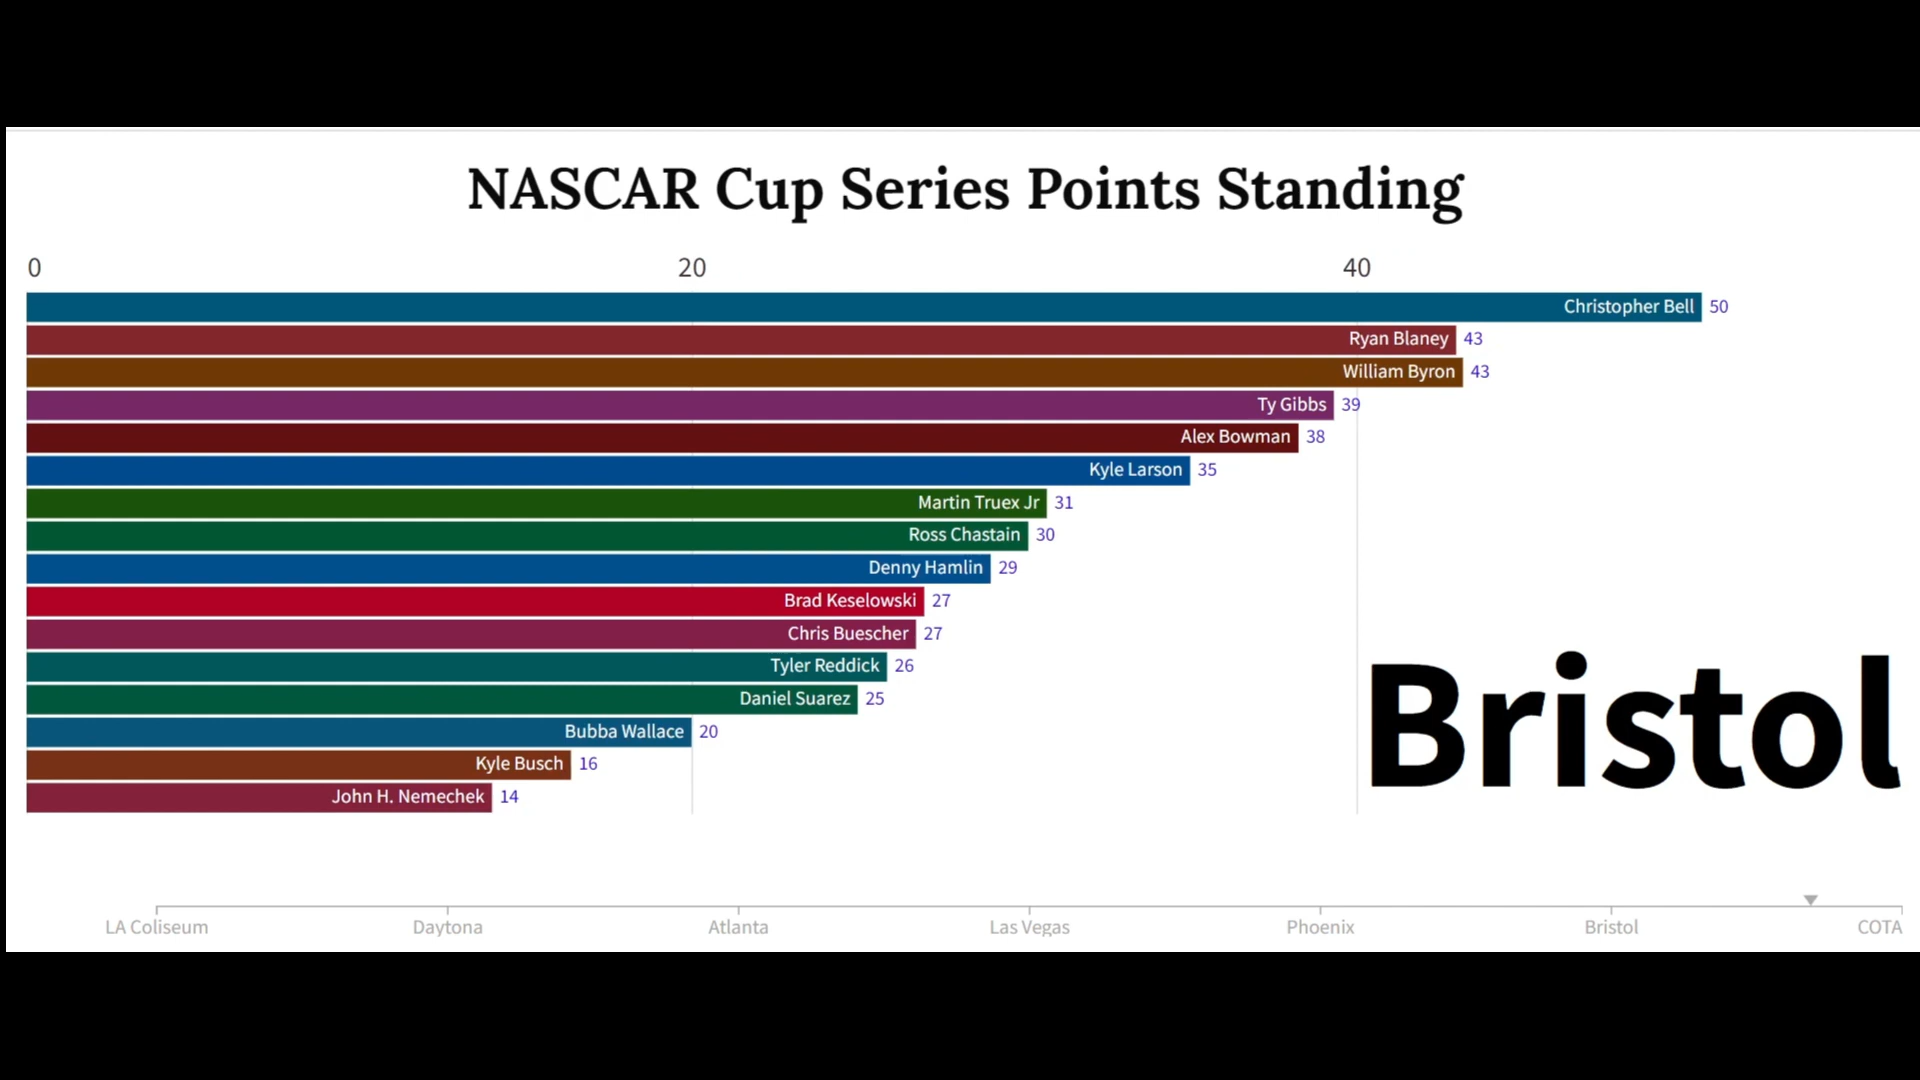 NASCAR Cup Series Points Standing
0 20 40
Christopher Bell 50
Ryan Blaney 43
William Byron 43
Ty Gibbs 39
Alex Bowman 38
Kyle Larson 35
Martin Truex Jr 31
Ross Chastain 30
Denny Hamlin 29
Brad Keselowski 27
Chris Buescher 27
Tyler Reddick 26
Daniel Suarez 25
Bubba Wallace 20
Kyle Busch 16
John H. Nemechek 14
Bristol
LA Coliseum Daytona Atlanta Las Vegas Phoenix Bristol COTA